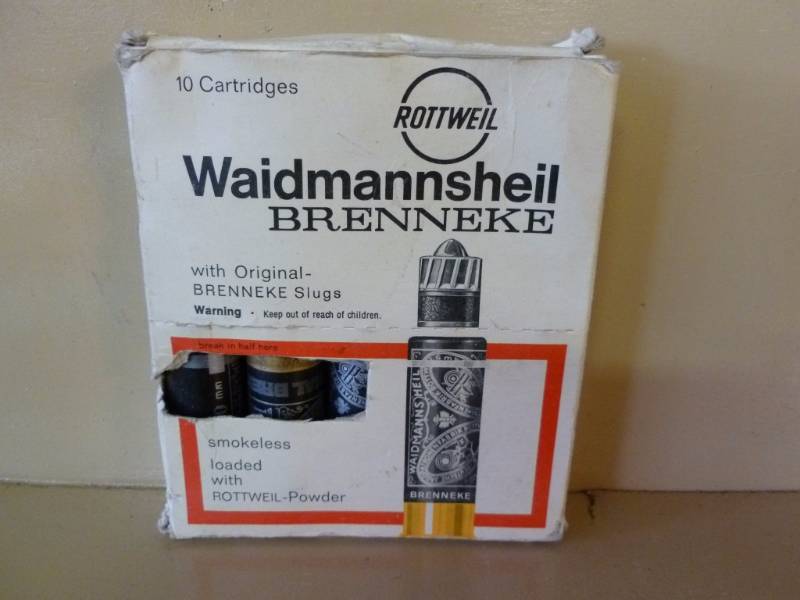 10 Cartridges
ROTTWEIL
Waidmannsheil
BRENNEKE
with Original-
BRENNEKE Slugs
Warning · Keep out of reach of children.
break in half here
smokeless
loaded
with
ROTTWEIL-Powder
WAIDMANNSHEIL
BRENNEKE